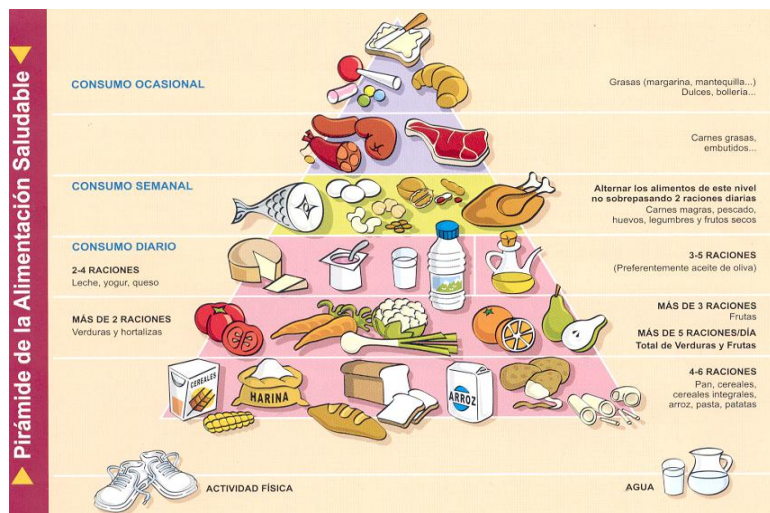 Pirámide de la Alimentación Saludable
CONSUMO OCASIONAL
Grasas (margarina, mantequilla...)
Dulces, bollería...
Carnes grasas,
embutidos...
CONSUMO SEMANAL
Alternar los alimentos de este nivel
no sobrepasando 2 raciones diarias
Carnes magras, pescado,
huevos, legumbres y frutos secos
CONSUMO DIARIO
2-4 RACIONES
Leche, yogur, queso
3-5 RACIONES
(Preferentemente aceite de oliva)
MÁS DE 2 RACIONES
Verduras y hortalizas
MÁS DE 3 RACIONES
Frutas
MÁS DE 5 RACIONES/DÍA
Total de Verduras y Frutas
CEREALES
HARINA
ARROZ
4-6 RACIONES
Pan, cereales,
cereales integrales,
arroz, pasta, patatas
ACTIVIDAD FÍSICA
AGUA